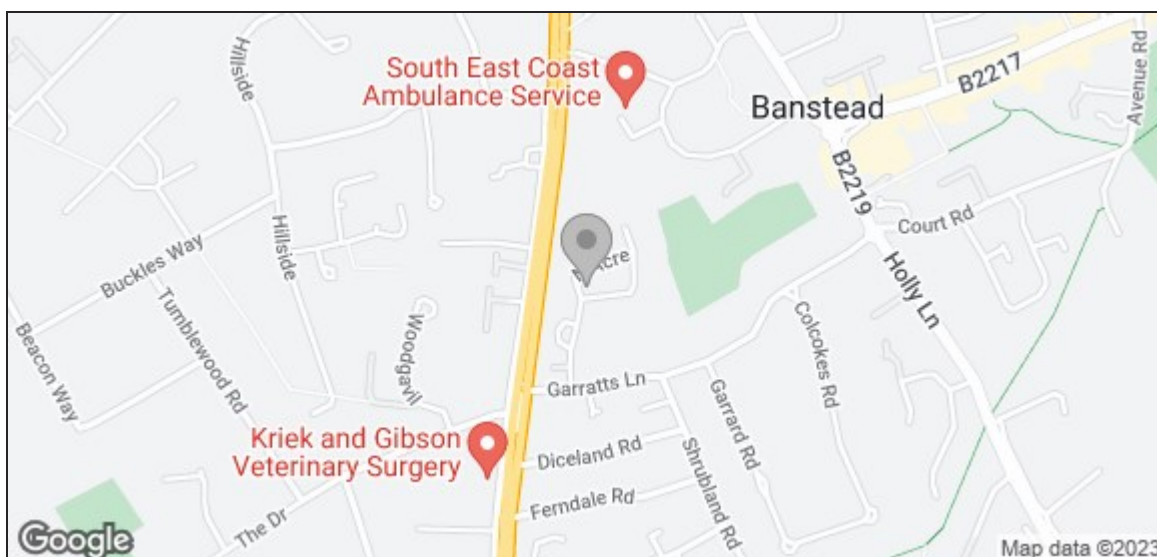 Hillside
South East Coast
Ambulance Service
Banstead
B2217
Avenue Rd
B2219
Court Rd
Holly Ln
Acre
Buckles Way
Hillside
Tumblewood Rd
Beacon Way
Woodgavil
Colcokes Rd
Garratts Ln
Garrard Rd
Kriek and Gibson
Veterinary Surgery
Diceland Rd
Shrubland Rd
Ferndale Rd
The Dr
Google
Map data ©2023